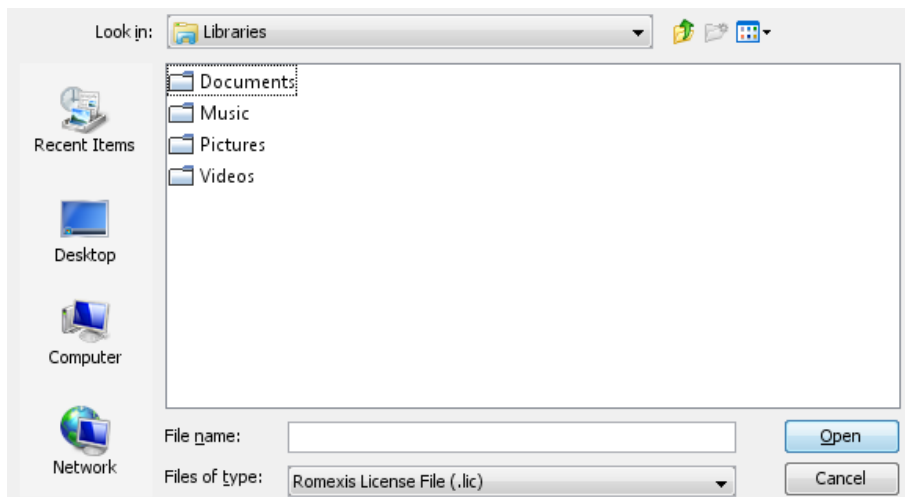 Look in: Libraries
Documents
Music
Pictures
Videos
Recent Items
Desktop
Computer
Network
File name:
Open
Files of type: Romexis License File (.lic)
Cancel